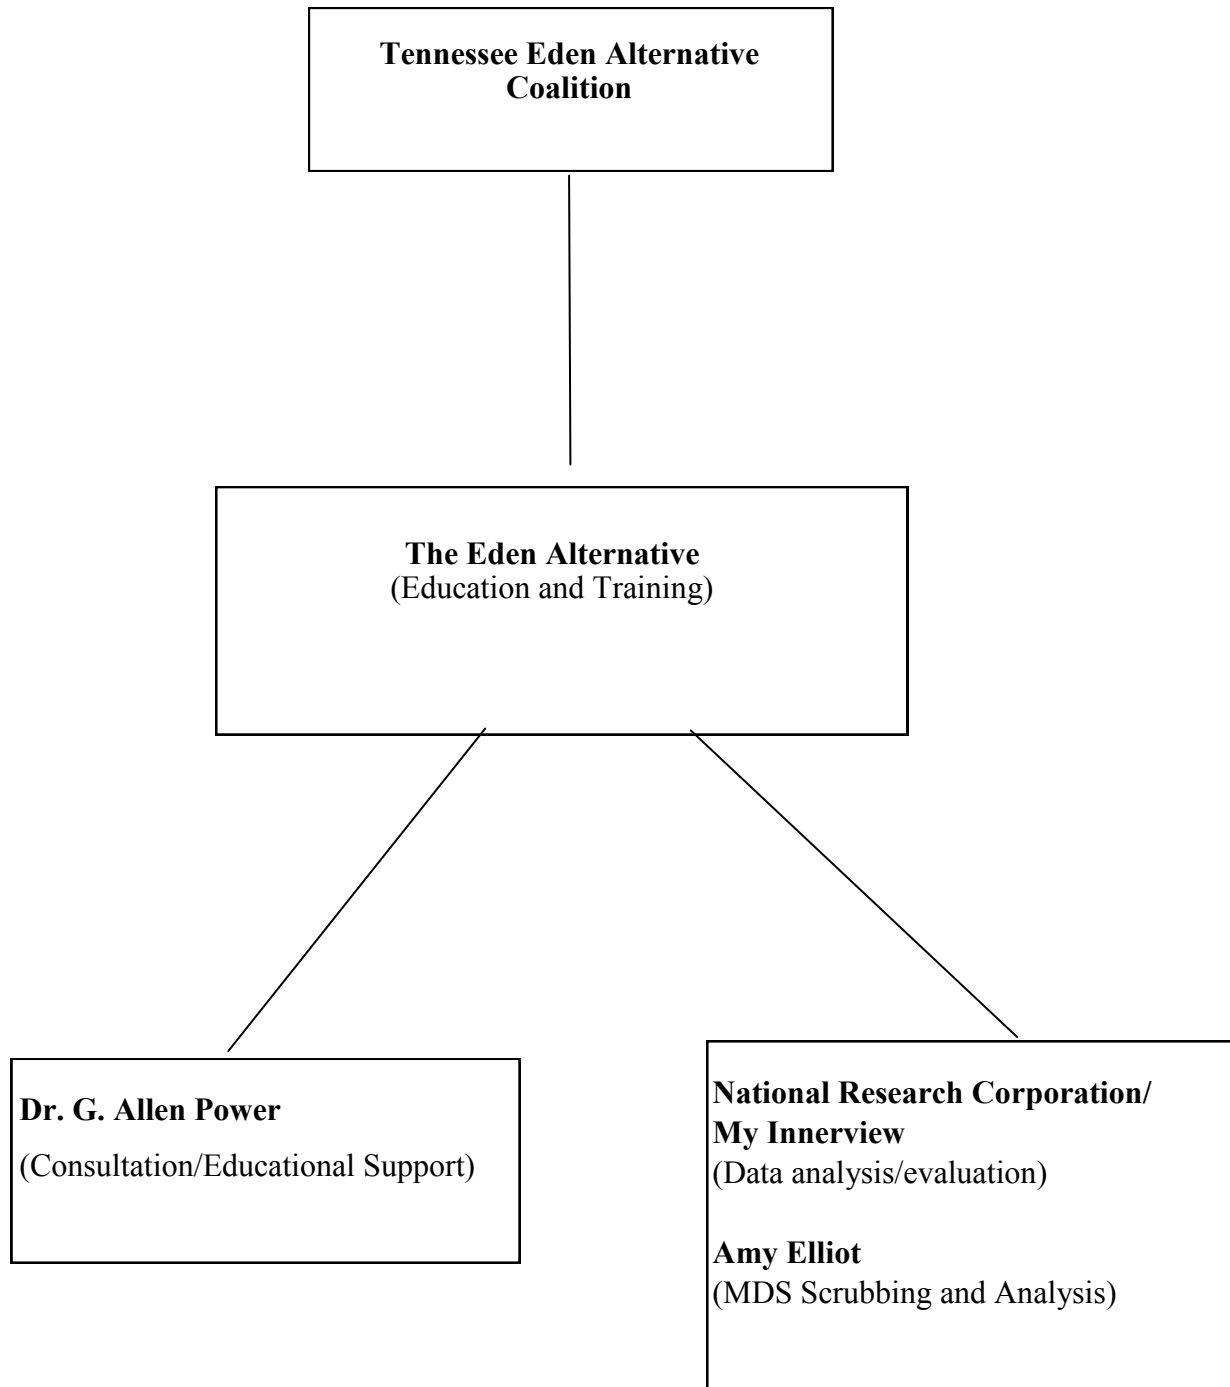 Tennessee Eden Alternative
Coalition
The Eden Alternative
(Education and Training)
Dr. G. Allen Power
(Consultation/Educational Support)
National Research Corporation/
My Innerview
(Data analysis/evaluation)
Amy Elliot
(MDS Scrubbing and Analysis)